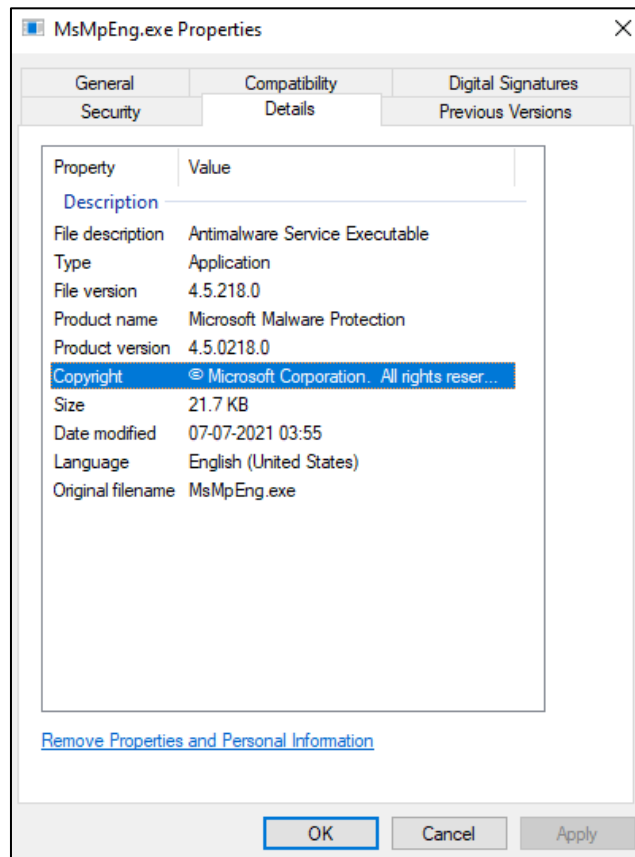 MsMpEng.exe Properties
General Compatibility Digital Signatures
Security Details Previous Versions
Property Value
Description
File description Antimalware Service Executable
Type Application
File version 4.5.218.0
Product name Microsoft Malware Protection
Product version 4.5.0218.0
Copyright © Microsoft Corporation. All rights reser...
Size 21.7 KB
Date modified 07-07-2021 03:55
Language English (United States)
Original filename MsMpEng.exe
Remove Properties and Personal Information
OK Cancel Apply